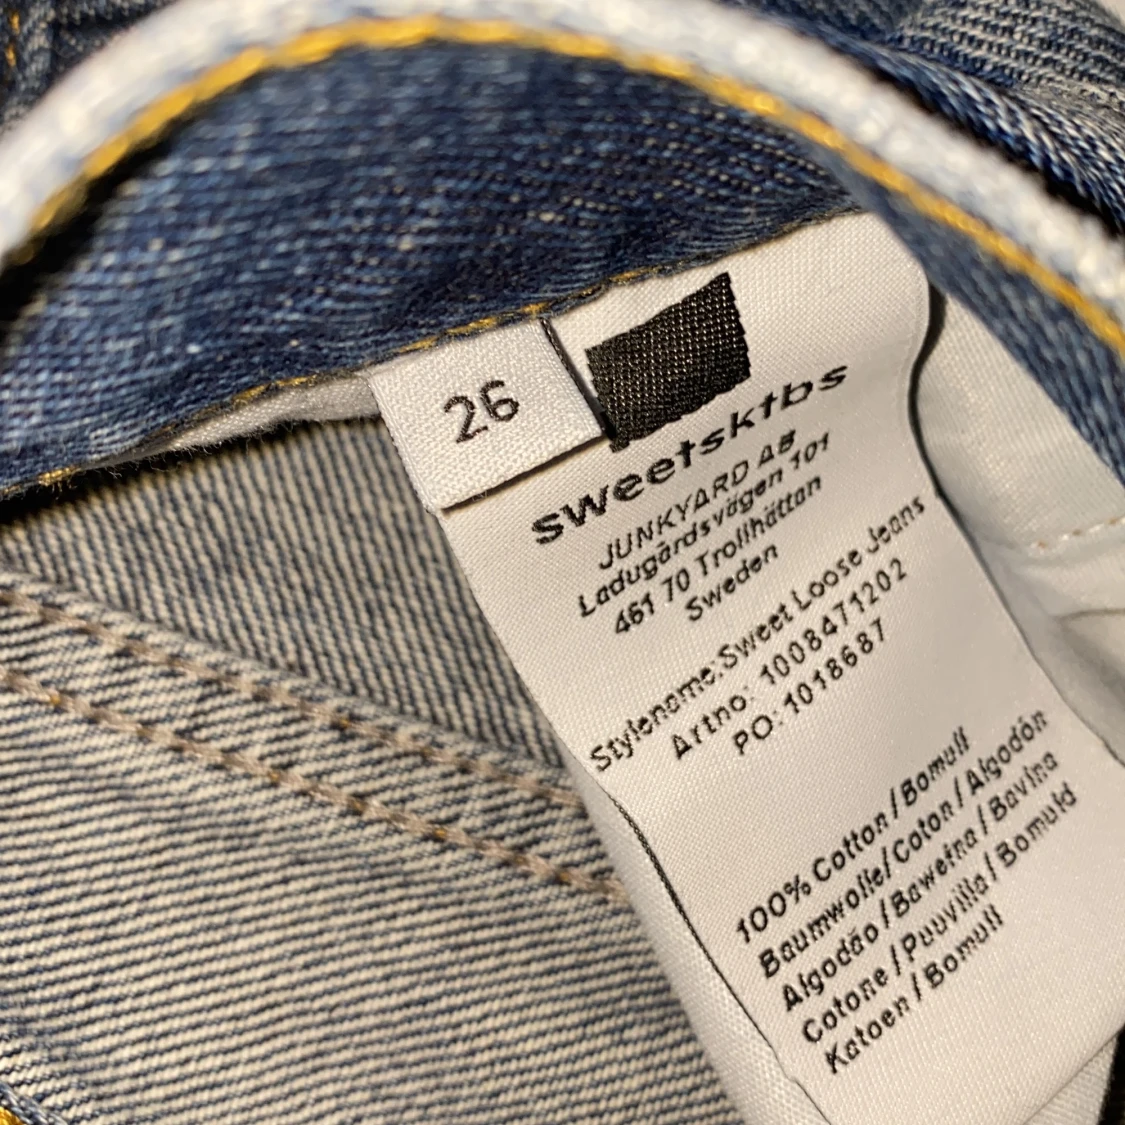 26
sweetsktbs
JUNKYARD AB
Ladugårdsvägen 101
461 70 Trollhättan
Sweden
Stylename:Sweet Loose Jeans
Artno: 1008471202
PO:1018687
100% Cotton/Bomull
Baumwolle/Coton/Algodón
Algodão/Bawełna/Bavlna
Cotone/Puuvilla/Bomuld
Katoen/Bomull